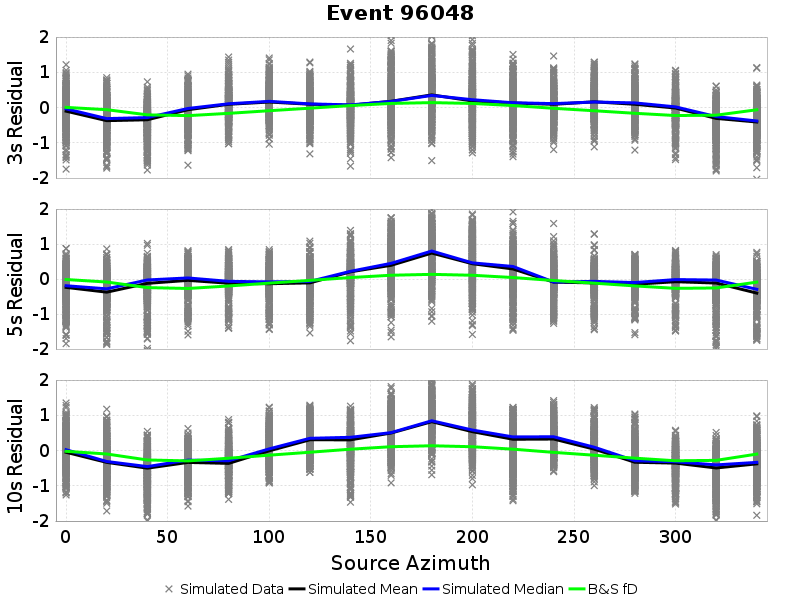 Event 96048
3s Residual
2
1
0
-1
-2
5s Residual
2
1
0
-1
-2
10s Residual
2
1
0
-1
-2
0 50 100 150 200 250 300
Source Azimuth
Simulated Data Simulated Mean Simulated Median B&S fD